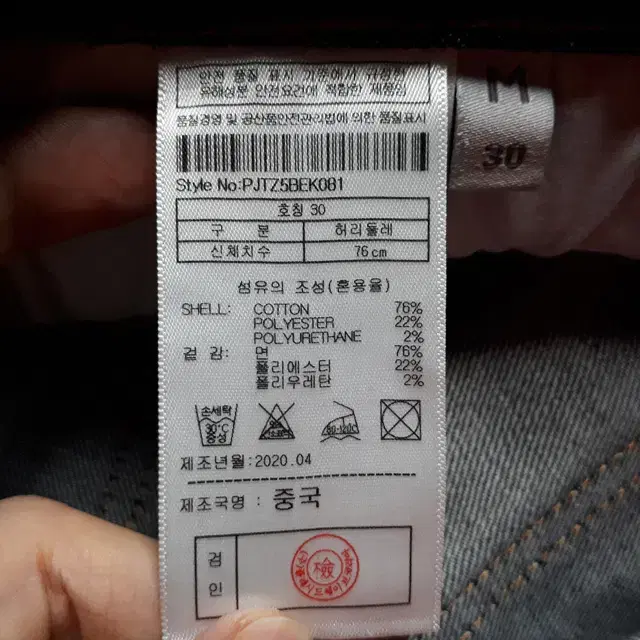 안전 품질 표시 기준에서 규정한
유해성분 안전요건에 적합한 제품임
품질경영 및 공산품안전관리법에 의한 품질표시
Style No:PJTZ5BEK081
호칭 30
구 분 허리둘레
신체치수 76cm
섬유의 조성(혼용율)
SHELL: COTTON 76%
POLYESTER 22%
POLYURETHANE 2%
겉 감: 면 76%
폴리에스터 22%
폴리우레탄 2%
손세탁
30℃
중성
80-120℃
제조년월:2020.04
제조국명 : 중국
검
인
檢
M
30